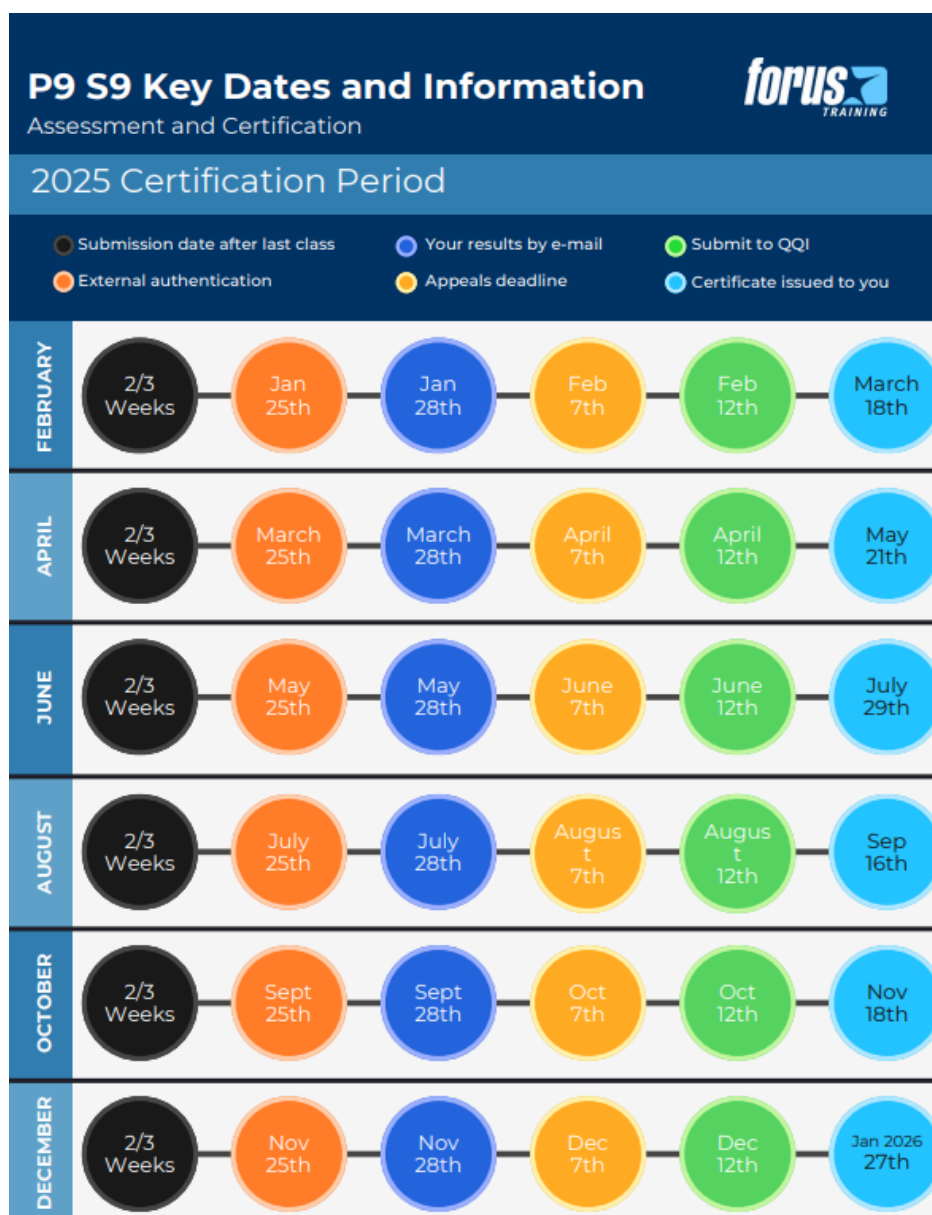 P9 S9 Key Dates and Information
forus
TRAINING
Assessment and Certification
2025 Certification Period
Submission date after last class
Your results by e-mail
Submit to QQI
External authentication
Appeals deadline
Certificate issued to you
FEBRUARY
2/3
Weeks
Jan
25th
Jan
28th
Feb
7th
Feb
12th
March
18th
APRIL
2/3
Weeks
March
25th
March
28th
April
7th
April
12th
May
21th
JUNE
2/3
Weeks
May
25th
May
28th
June
7th
June
12th
July
29th
AUGUST
2/3
Weeks
July
25th
July
28th
Augus
t
7th
Augus
t
12th
Sep
16th
OCTOBER
2/3
Weeks
Sept
25th
Sept
28th
Oct
7th
Oct
12th
Nov
18th
DECEMBER
2/3
Weeks
Nov
25th
Nov
28th
Dec
7th
Dec
12th
Jan 2026
27th